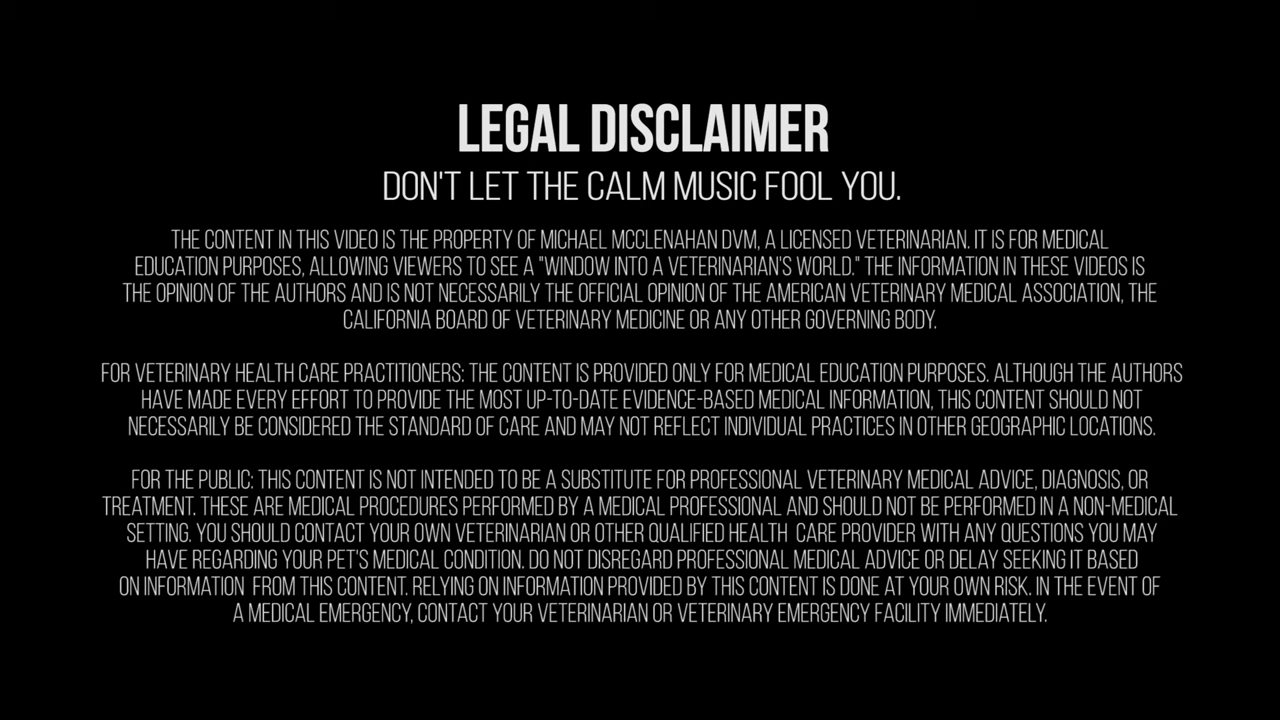 LEGAL DISCLAIMER
DON'T LET THE CALM MUSIC FOOL YOU.
THE CONTENT IN THIS VIDEO IS THE PROPERTY OF MICHAEL MCCLENAHAN DVM, A LICENSED VETERINARIAN. IT IS FOR MEDICAL
EDUCATION PURPOSES, ALLOWING VIEWERS TO SEE A "WINDOW INTO A VETERINARIAN'S WORLD." THE INFORMATION IN THESE VIDEOS IS
THE OPINION OF THE AUTHORS AND IS NOT NECESSARILY THE OFFICIAL OPINION OF THE AMERICAN VETERINARY MEDICAL ASSOCIATION, THE
CALIFORNIA BOARD OF VETERINARY MEDICINE OR ANY OTHER GOVERNING BODY.
FOR VETERINARY HEALTH CARE PRACTITIONERS: THE CONTENT IS PROVIDED ONLY FOR MEDICAL EDUCATION PURPOSES. ALTHOUGH THE AUTHORS
HAVE MADE EVERY EFFORT TO PROVIDE THE MOST UP-TO-DATE EVIDENCE-BASED MEDICAL INFORMATION, THIS CONTENT SHOULD NOT
NECESSARILY BE CONSIDERED THE STANDARD OF CARE AND MAY NOT REFLECT INDIVIDUAL PRACTICES IN OTHER GEOGRAPHIC LOCATIONS.
FOR THE PUBLIC: THIS CONTENT IS NOT INTENDED TO BE A SUBSTITUTE FOR PROFESSIONAL VETERINARY MEDICAL ADVICE, DIAGNOSIS, OR
TREATMENT. THESE ARE MEDICAL PROCEDURES PERFORMED BY A MEDICAL PROFESSIONAL AND SHOULD NOT BE PERFORMED IN A NON-MEDICAL
SETTING. YOU SHOULD CONTACT YOUR OWN VETERINARIAN OR OTHER QUALIFIED HEALTH CARE PROVIDER WITH ANY QUESTIONS YOU MAY
HAVE REGARDING YOUR PET'S MEDICAL CONDITION. DO NOT DISREGARD PROFESSIONAL MEDICAL ADVICE OR DELAY SEEKING IT BASED
ON INFORMATION FROM THIS CONTENT. RELYING ON INFORMATION PROVIDED BY THIS CONTENT IS DONE AT YOUR OWN RISK. IN THE EVENT OF
A MEDICAL EMERGENCY, CONTACT YOUR VETERINARIAN OR VETERINARY EMERGENCY FACILITY IMMEDIATELY.